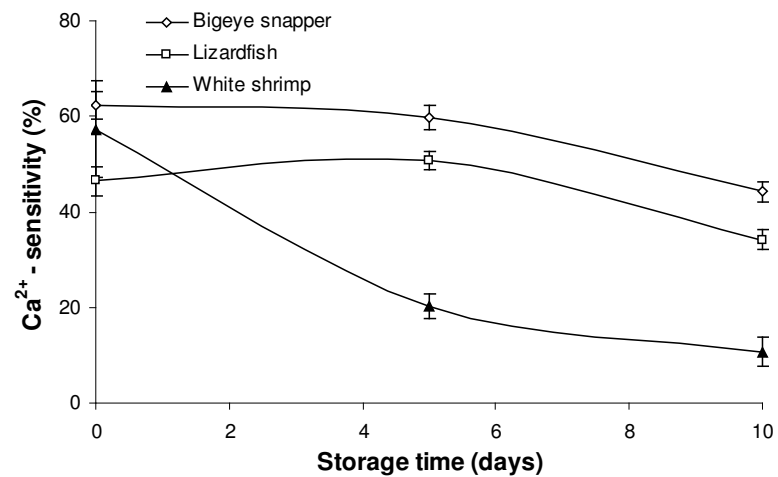 80
60
40
20
0
Ca²⁺ - sensitivity (%)
Bigeye snapper
Lizardfish
White shrimp
0 2 4 6 8 10
Storage time (days)